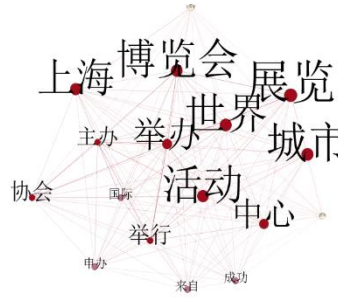 博览会
上海
展览
世界
主办
举办
城市
活动
协会
国际
中心
举行
申办
来自
成功